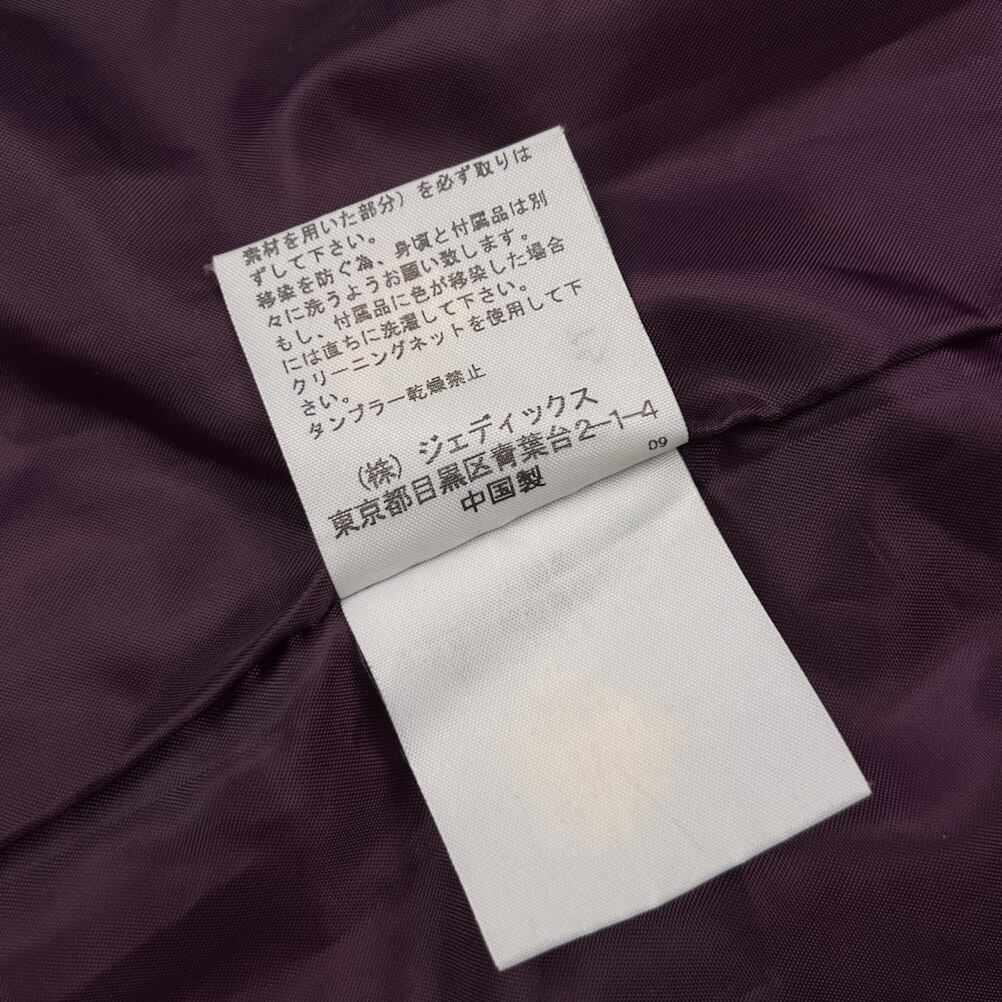 素材を用いた部分）を必ず取りは
ずして下さい。
移染を防ぐ為、身頃と付属品は別
々に洗うようお願い致します。
もし、付属品に色が移染した場合
には直ちに洗濯して下さい。
クリーニングネットを使用して下
さい。
タンブラー乾燥禁止
（株）ジェディックス
東京都目黒区青葉台2-1-4
中国製
09